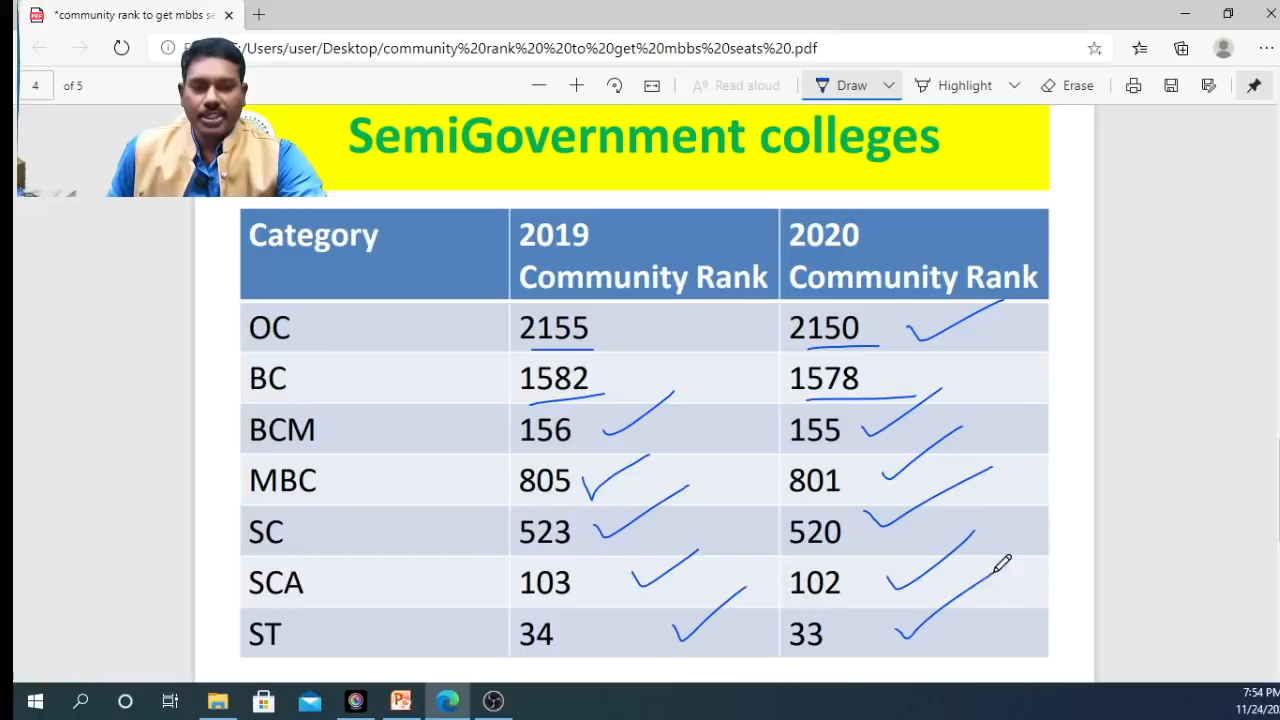 *community rank to get mbbs se
/Users/user/Desktop/community%20rank%20%20to%20get%20mbbs%20seats%20.pdf
4 of 5
Read aloud Draw Highlight Erase
SemiGovernment colleges
Category 2019 Community Rank 2020 Community Rank
OC 2155 2150
BC 1582 1578
BCM 156 155
MBC 805 801
SC 523 520
SCA 103 102
ST 34 33
7:54 PM
11/24/20